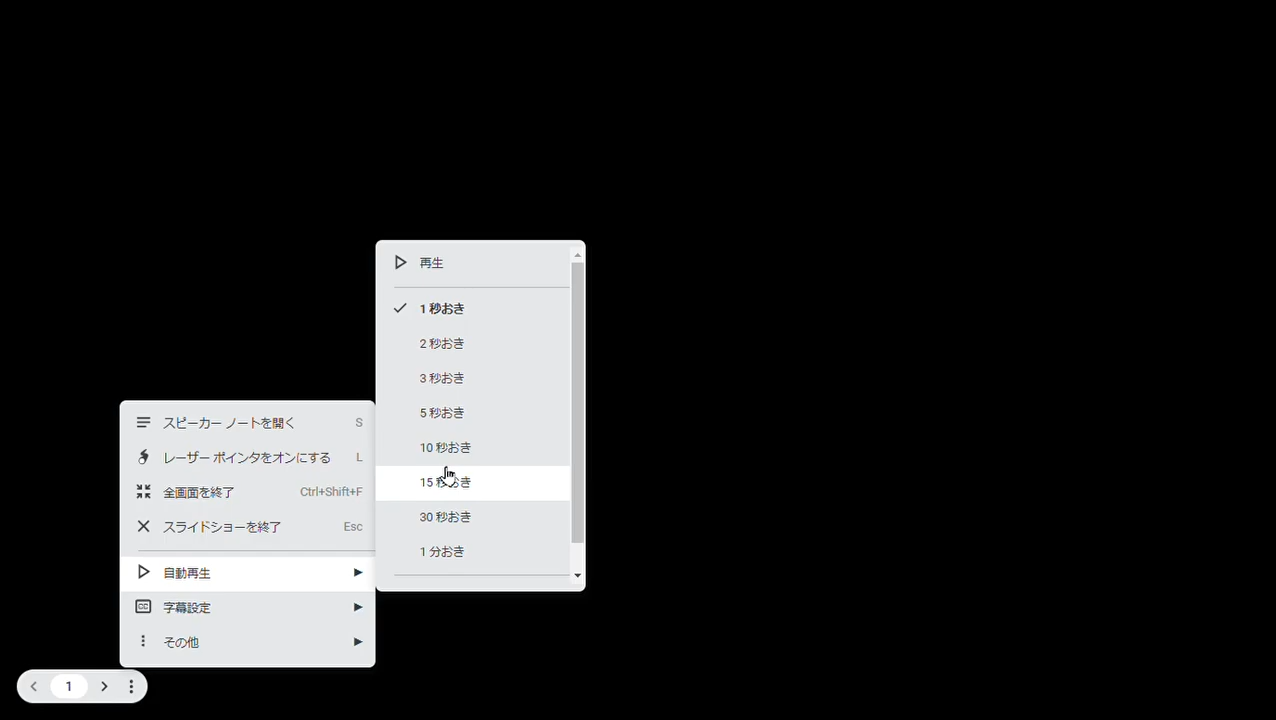 再生
1 秒おき
2 秒おき
3 秒おき
5 秒おき
10 秒おき
15 秒おき
30 秒おき
1 分おき
スピーカー ノートを開く S
レーザー ポインタをオンにする L
全画面を終了 Ctrl+Shift+F
スライドショーを終了 Esc
自動再生
CC 字幕設定
その他
1